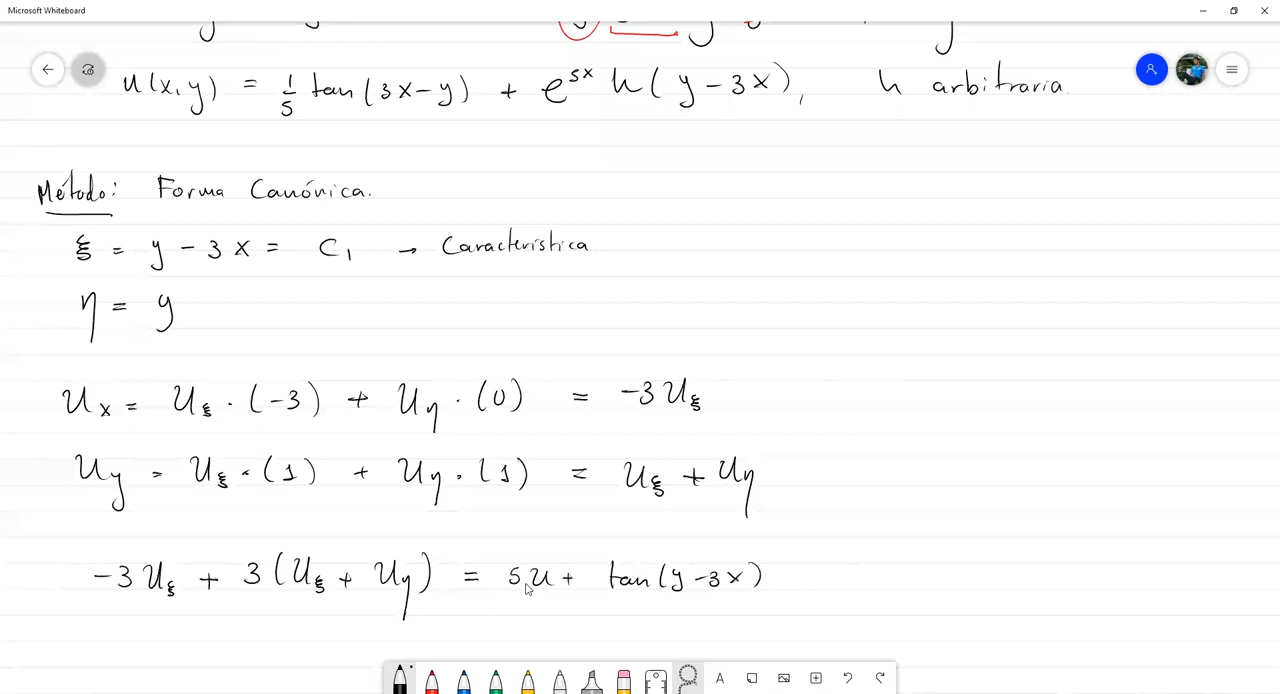 Microsoft Whiteboard
u(x,y) = 1/5 tan(3x-y) + e^{5x} h(y-3x), h arbitraria.
Método: Forma Canónica.
ξ = y - 3x = C₁ → Característica
η = y
U_x = U_ξ · (-3) + U_η · (0) = -3U_ξ
U_y = U_ξ · (1) + U_η · (1) = U_ξ + U_η
-3U_ξ + 3(U_ξ + U_η) = 5u + tan(y-3x)
A